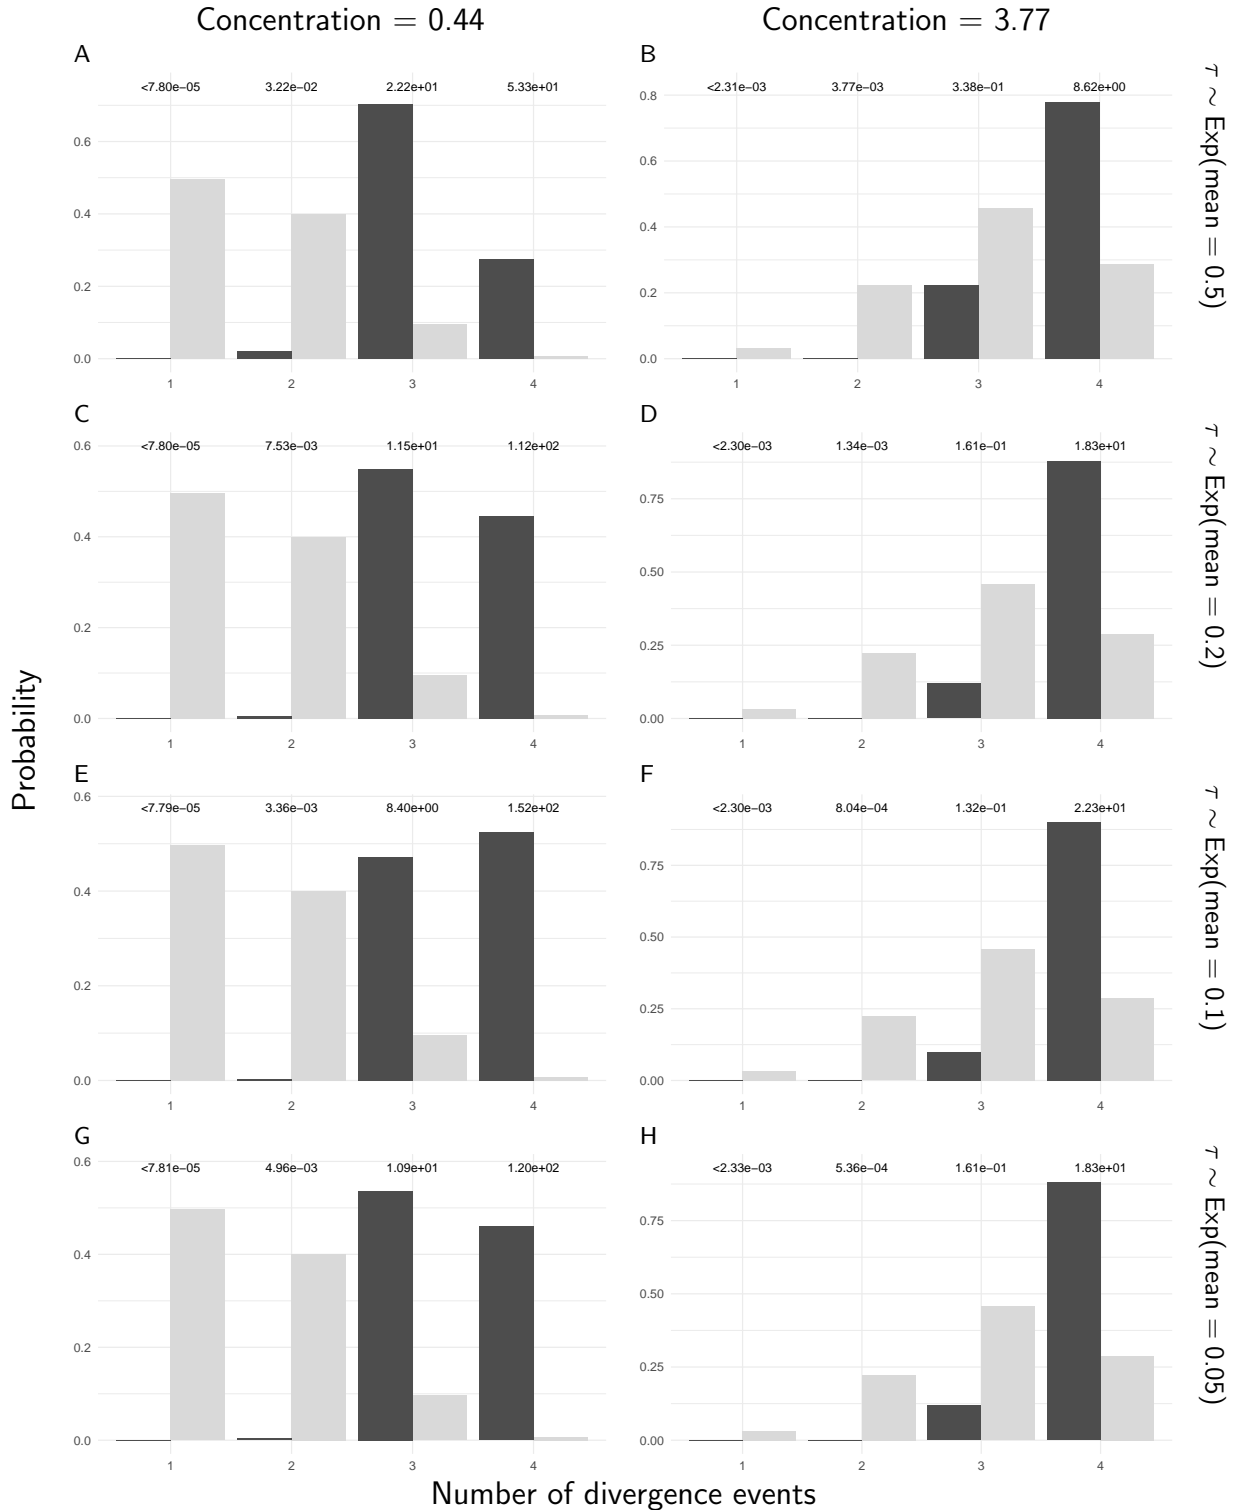 Concentration = 0.44
Concentration = 3.77
A
<7.80e−05 3.22e−02 2.22e+01 5.33e+01
0.6
0.4
0.2
0.0
1 2 3 4
B
<2.31e−03 3.77e−03 3.38e−01 8.62e+00
0.8
0.6
0.4
0.2
0.0
1 2 3 4
τ ∼ Exp(mean = 0.5)
C
<7.80e−05 7.53e−03 1.15e+01 1.12e+02
0.6
0.4
0.2
0.0
1 2 3 4
D
<2.30e−03 1.34e−03 1.61e−01 1.83e+01
0.75
0.50
0.25
0.00
1 2 3 4
τ ∼ Exp(mean = 0.2)
E
<7.79e−05 3.36e−03 8.40e+00 1.52e+02
0.6
0.4
0.2
0.0
1 2 3 4
F
<2.30e−03 8.04e−04 1.32e−01 2.23e+01
0.75
0.50
0.25
0.00
1 2 3 4
τ ∼ Exp(mean = 0.1)
G
<7.81e−05 4.96e−03 1.09e+01 1.20e+02
0.6
0.4
0.2
0.0
1 2 3 4
H
<2.33e−03 5.36e−04 1.61e−01 1.83e+01
0.75
0.50
0.25
0.00
1 2 3 4
τ ∼ Exp(mean = 0.05)
Probability
Number of divergence events